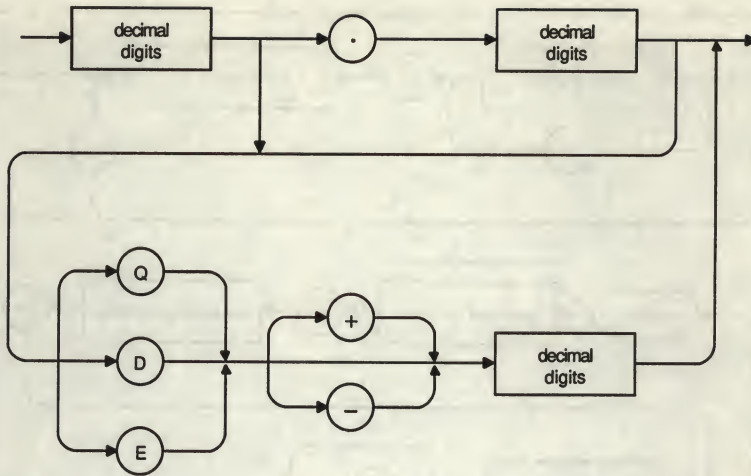 decimal
digits
.
decimal
digits
Q
+
D
decimal
digits
−
E